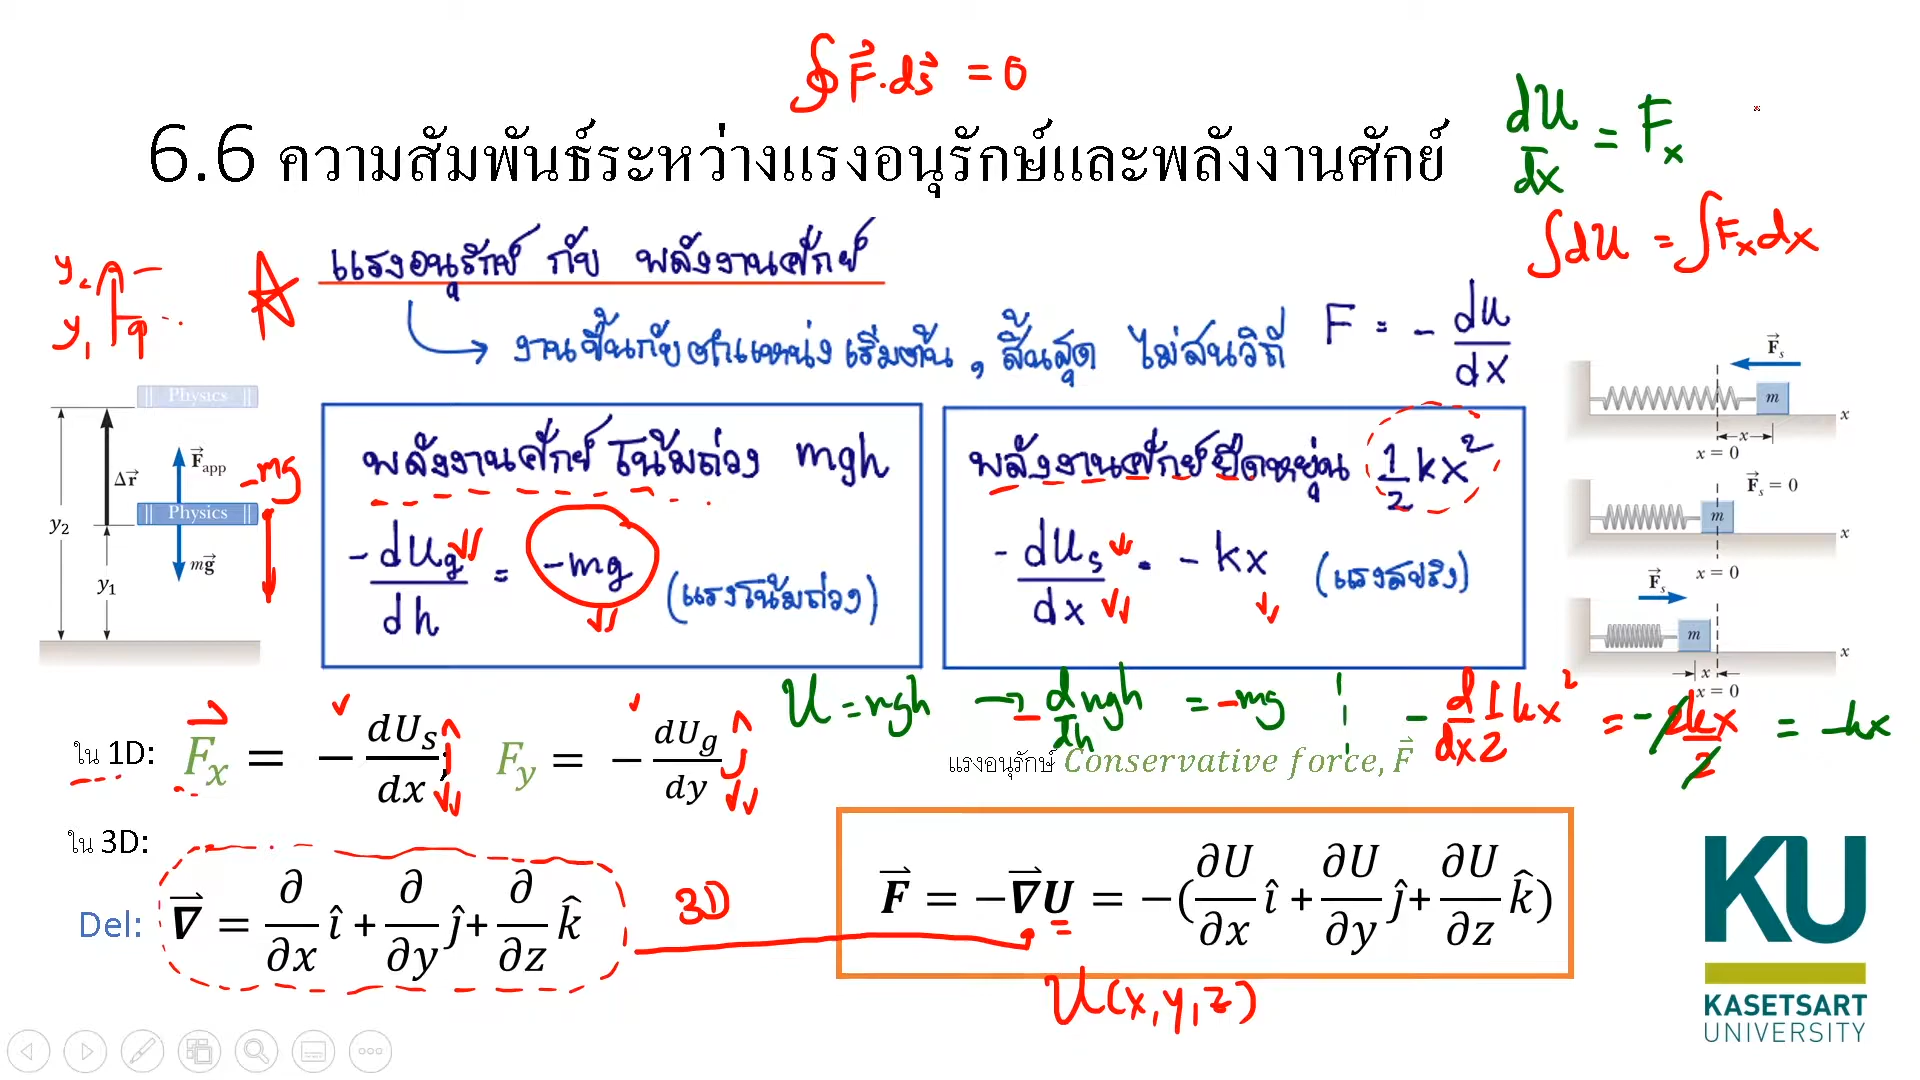 ∮F⃗·ds⃗ = 0
6.6 ความสัมพันธ์ระหว่างแรงอนุรักษ์และพลังงานศักย์
dU/dx = Fₓ
∫dU = ∫Fₓdx
แรงอนุรักษ์ กับ พลังงานศักย์
งานขึ้นกับตำแหน่งเริ่มต้น, สิ้นสุด ไม่สนวิถี
F = - du/dx
y₂
y₁
Physics
F⃗app
Δr⃗
-mg
Physics
y₂
mg⃗
y₁
พลังงานศักย์โน้มถ่วง mgh
-dUg/dh = -mg (แรงโน้มถ่วง)
พลังงานศักย์ยืดหยุ่น 1/2 kx²
-dUs/dx = -kx (แรงสปริง)
F⃗s
m
x
x
x = 0
F⃗s = 0
m
x
x = 0
F⃗s
m
x
x
x = 0
U = mgh → -d/dh mgh = -mg
-d/dx 1/2 kx² = -2kx/2 = -kx
ใน 1D: F⃗x = -dUs/dx ĵ; Fy = -dUg/dy ĵ
แรงอนุรักษ์ Conservative force, F⃗
ใน 3D:
Del: ∇⃗ = ∂/∂x î + ∂/∂y ĵ + ∂/∂z k̂
3D
F⃗ = -∇⃗U = -(∂U/∂x î + ∂U/∂y ĵ + ∂U/∂z k̂)
U(x,y,z)
KU
KASETSART
UNIVERSITY